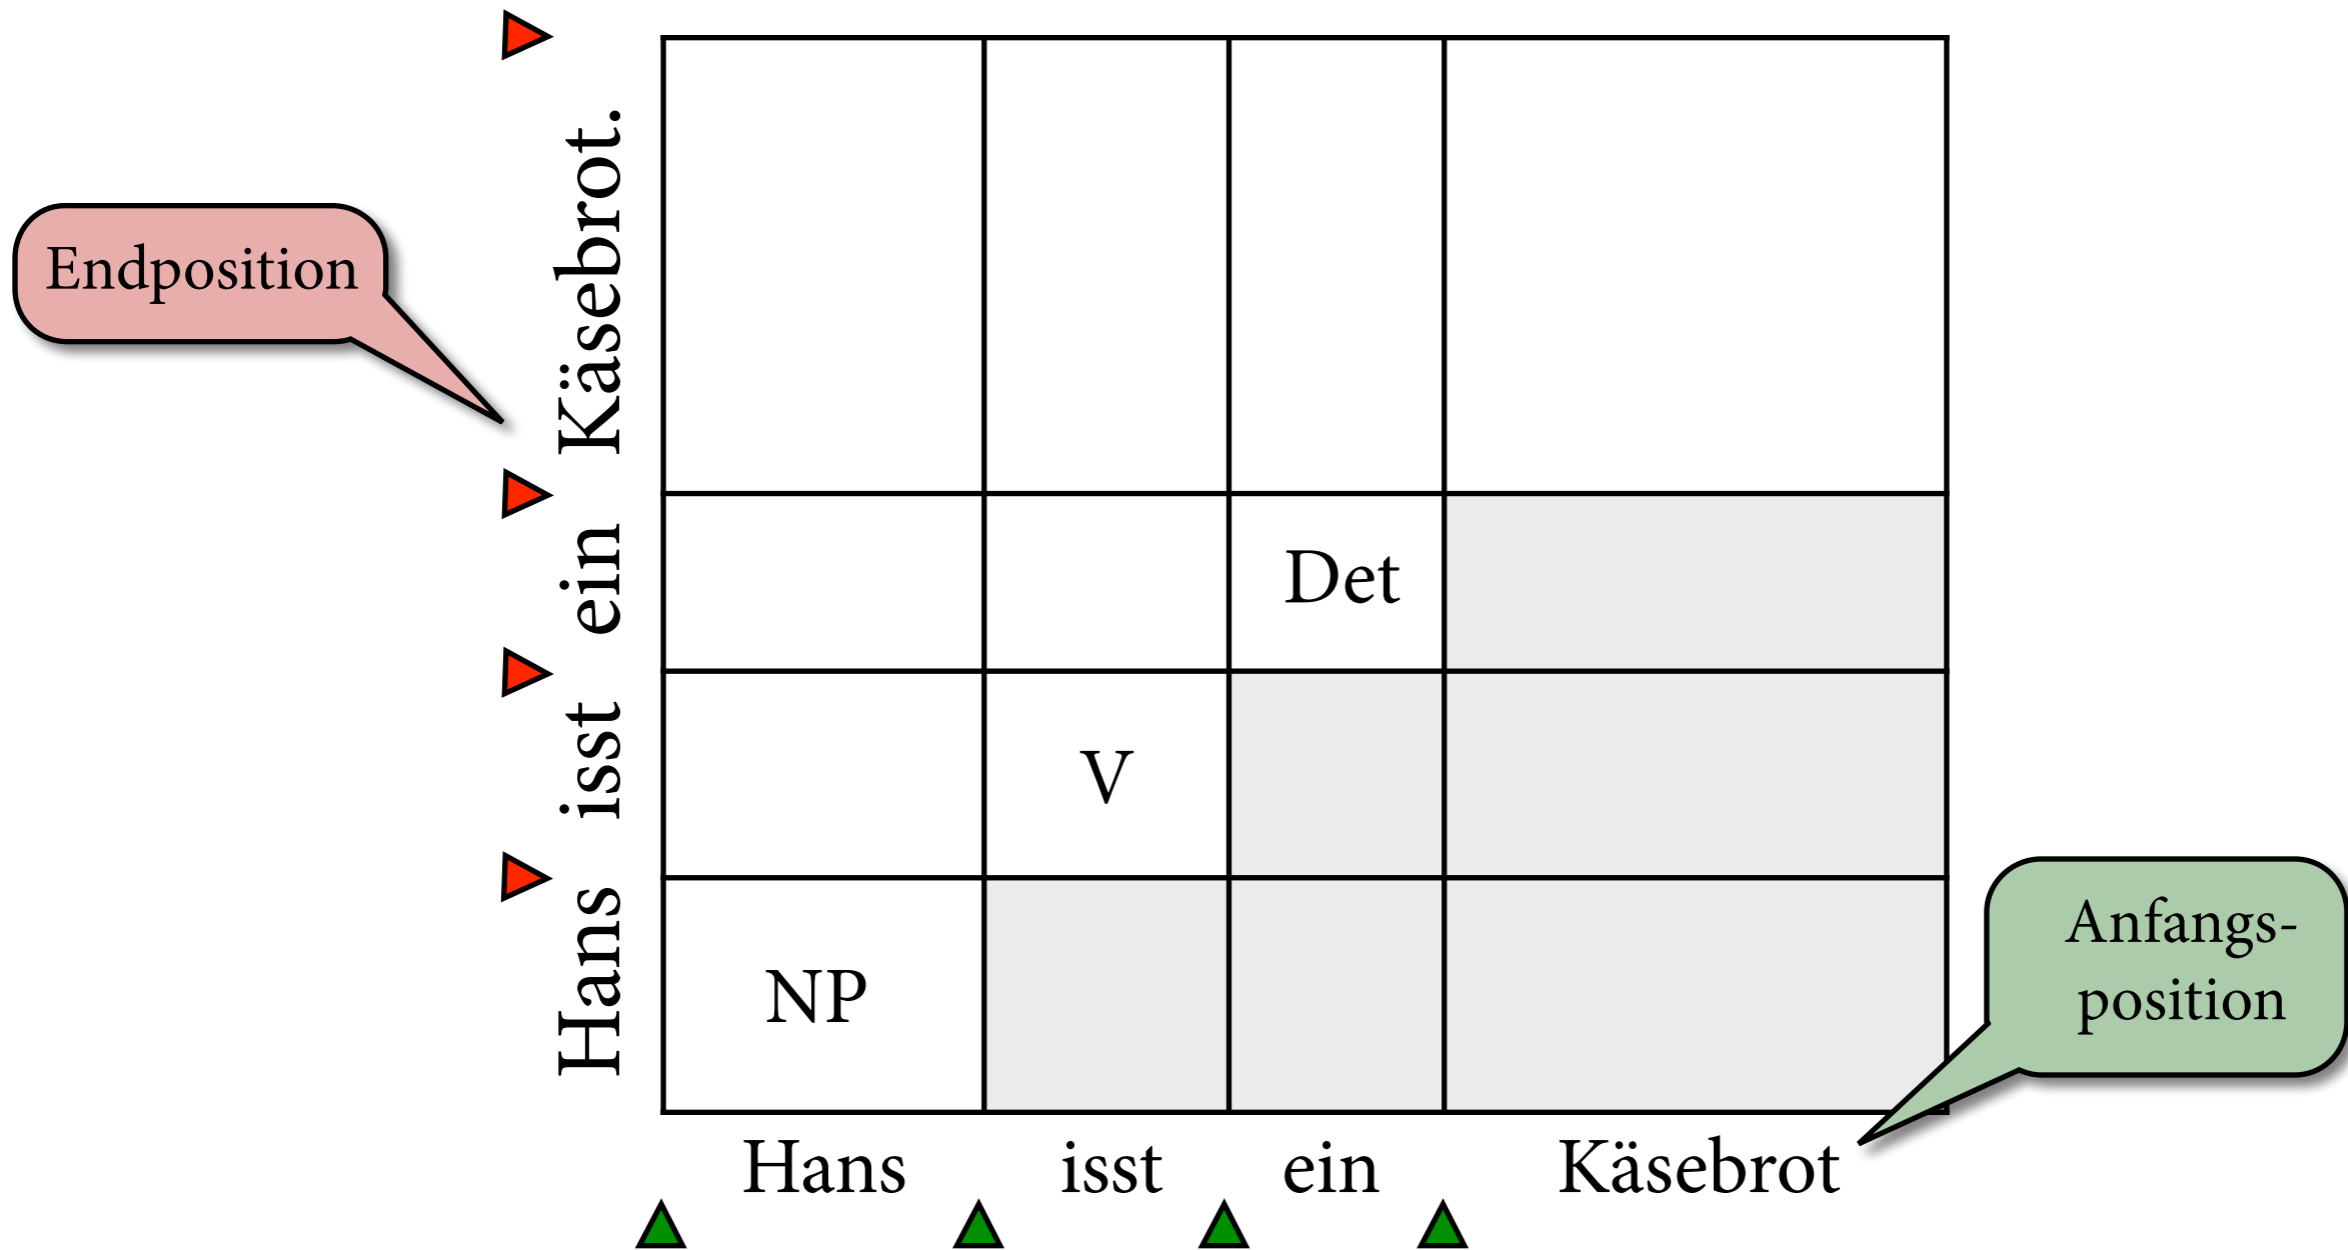 Endposition
Käsebrot.
ein
isst
Hans
Det
V
NP
Anfangs-
position
Hans isst ein Käsebrot